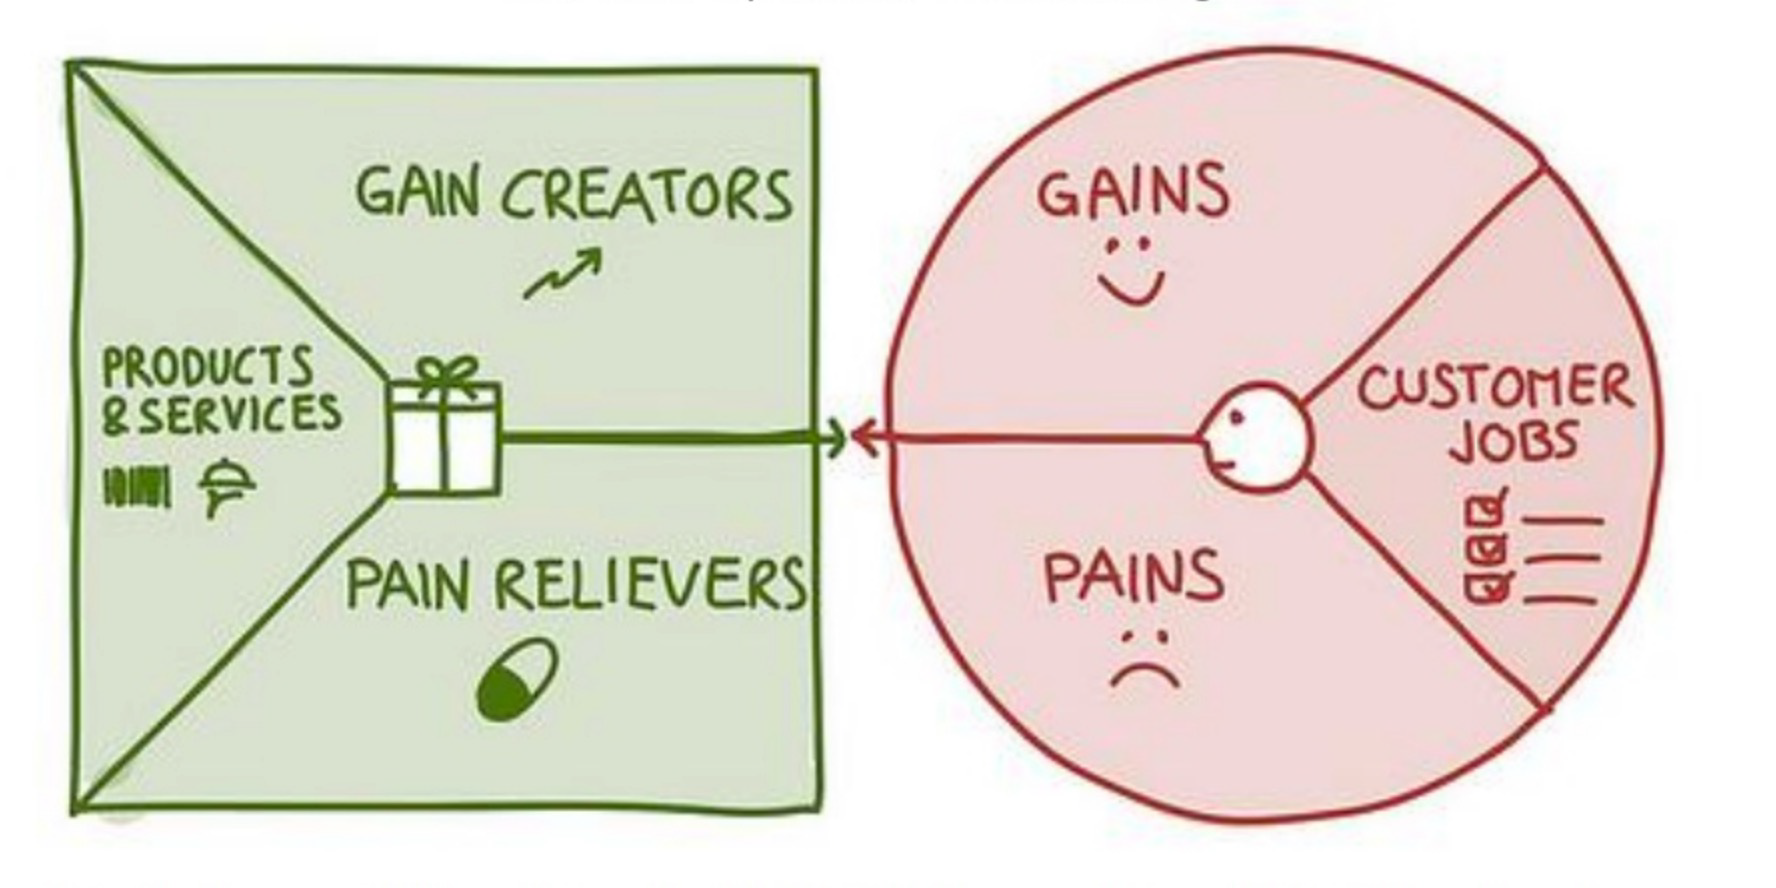 GAIN CREATORS
PRODUCTS
& SERVICES
PAIN RELIEVERS
GAINS
CUSTOMER
JOBS
PAINS